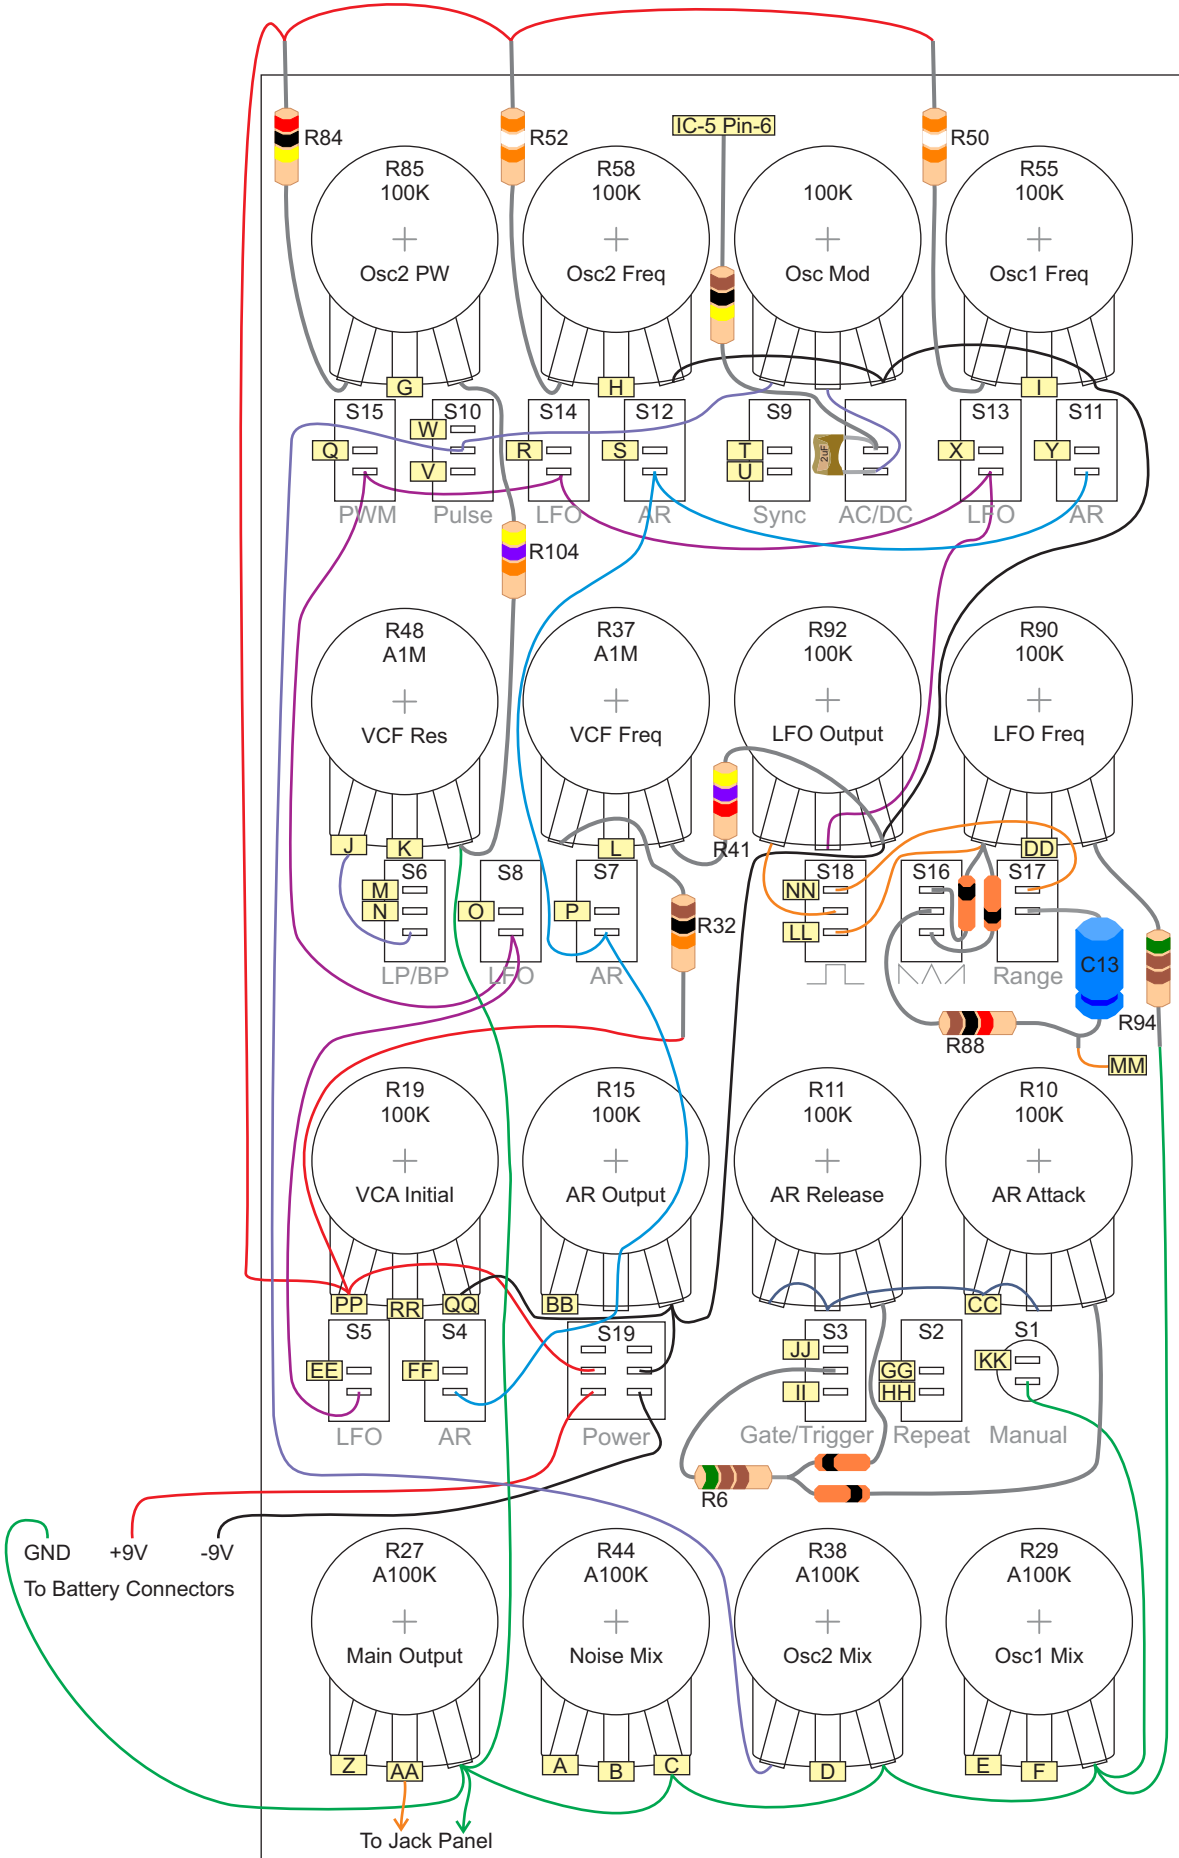 R84
R52
IC-5 Pin-6
R50
R85
100K
Osc2 PW
R58
100K
Osc2 Freq
100K
Osc Mod
R55
100K
Osc1 Freq
G
H
I
S15
S10
S14
S12
S9
S13
S11
W
Q
V
R
S
T
U
2uF
X
Y
PWM
Pulse
LFO
AR
Sync
AC/DC
LFO
AR
R104
R48
A1M
VCF Res
R37
A1M
VCF Freq
R92
100K
LFO Output
R90
100K
LFO Freq
R41
J
K
L
DD
S6
S8
S7
S18
S16
S17
M
N
O
P
NN
LL
R32
LP/BP
LFO
AR
Range
C13
R94
R88
MM
R19
100K
VCA Initial
R15
100K
AR Output
R11
100K
AR Release
R10
100K
AR Attack
PP
RR
QQ
BB
CC
S5
S4
S19
S3
S2
S1
EE
FF
JJ
II
GG
HH
KK
LFO
AR
Power
Gate/Trigger
Repeat
Manual
R6
GND
+9V
-9V
To Battery Connectors
R27
A100K
Main Output
R44
A100K
Noise Mix
R38
A100K
Osc2 Mix
R29
A100K
Osc1 Mix
Z
AA
A
B
C
D
E
F
To Jack Panel